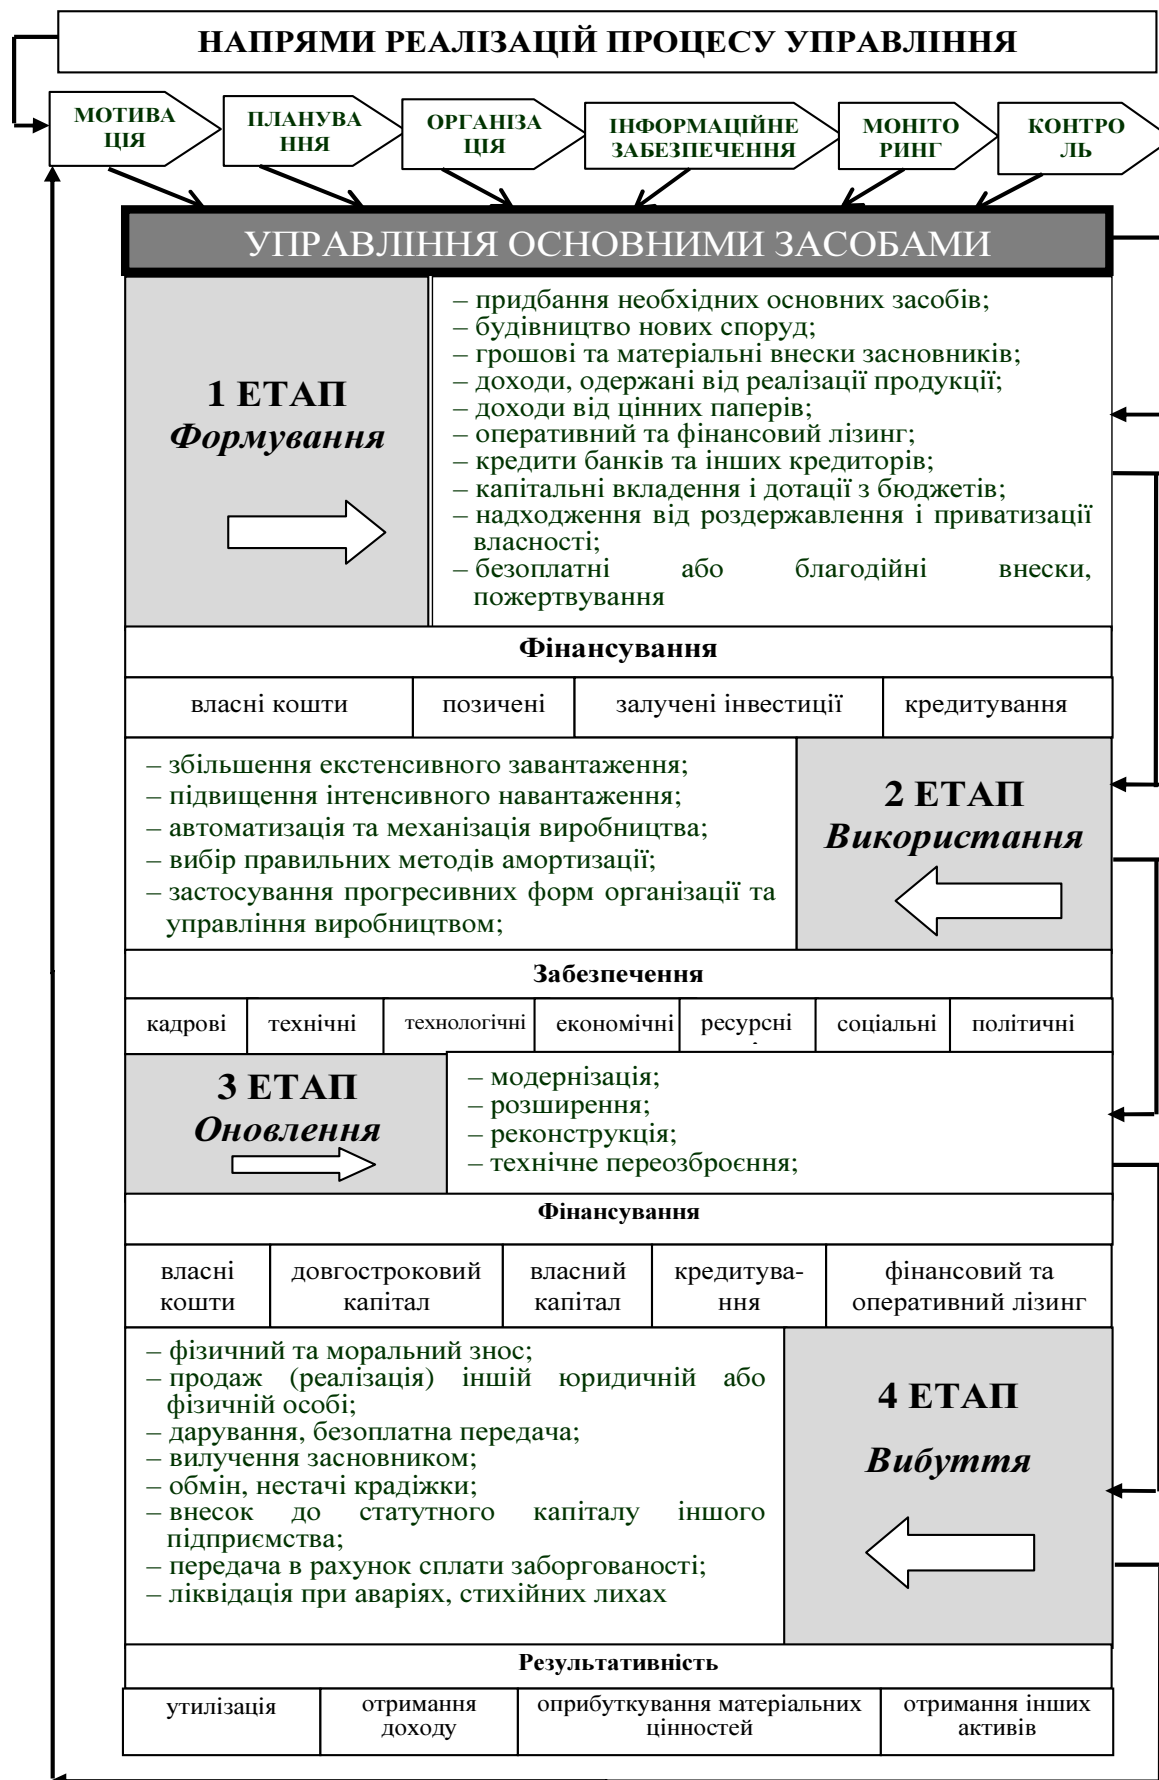 НАПРЯМИ РЕАЛІЗАЦІЙ ПРОЦЕСУ УПРАВЛІННЯ
МОТИВА
ЦІЯ
ПЛАНУВА
ННЯ
ОРГАНІЗА
ЦІЯ
ІНФОРМАЦІЙНЕ
ЗАБЕЗПЕЧЕННЯ
МОНІТО
РИНГ
КОНТРО
ЛЬ
УПРАВЛІННЯ ОСНОВНИМИ ЗАСОБАМИ
1 ЕТАП
Формування
– придбання необхідних основних засобів;
– будівництво нових споруд;
– грошові та матеріальні внески засновників;
– доходи, одержані від реалізації продукції;
– доходи від цінних паперів;
– оперативний та фінансовий лізинг;
– кредити банків та інших кредиторів;
– капітальні вкладення і дотації з бюджетів;
– надходження від роздержавлення і приватизації
власності;
– безоплатні або благодійні внески,
пожертвування
Фінансування
власні кошти
позичені
залучені інвестиції
кредитування
– збільшення екстенсивного завантаження;
– підвищення інтенсивного навантаження;
– автоматизація та механізація виробництва;
– вибір правильних методів амортизації;
– застосування прогресивних форм організації та
управління виробництвом;
2 ЕТАП
Використання
Забезпечення
кадрові
технічні
технологічні
економічні
ресурсні
соціальні
політичні
3 ЕТАП
Оновлення
– модернізація;
– розширення;
– реконструкція;
– технічне переозброєння;
Фінансування
власні
кошти
довгостроковий
капітал
власний
капітал
кредитува-
ння
фінансовий та
оперативний лізинг
– фізичний та моральний знос;
– продаж (реалізація) іншій юридичній або
фізичній особі;
– дарування, безоплатна передача;
– вилучення засновником;
– обмін, нестачі крадіжки;
– внесок до статутного капіталу іншого
підприємства;
– передача в рахунок сплати заборгованості;
– ліквідація при аваріях, стихійних лихах
4 ЕТАП
Вибуття
Результативність
утилізація
отримання
доходу
оприбуткування матеріальних
цінностей
отримання інших
активів